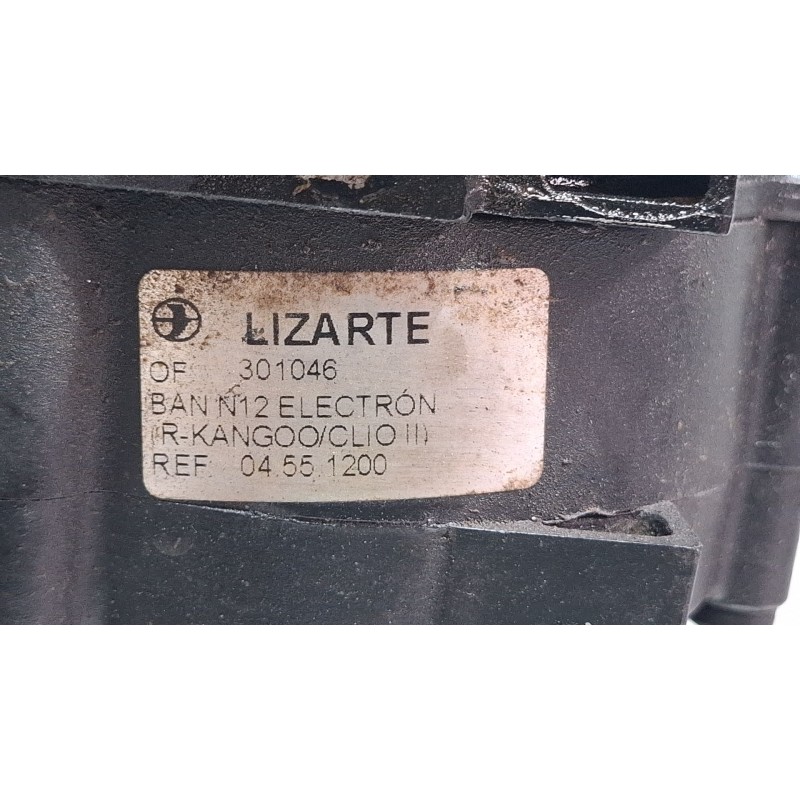 LIZARTE
OF 301046
BAN N12 ELECTRÓN
(R-KANGOO/CLIO II)
REF. 04.55.1200